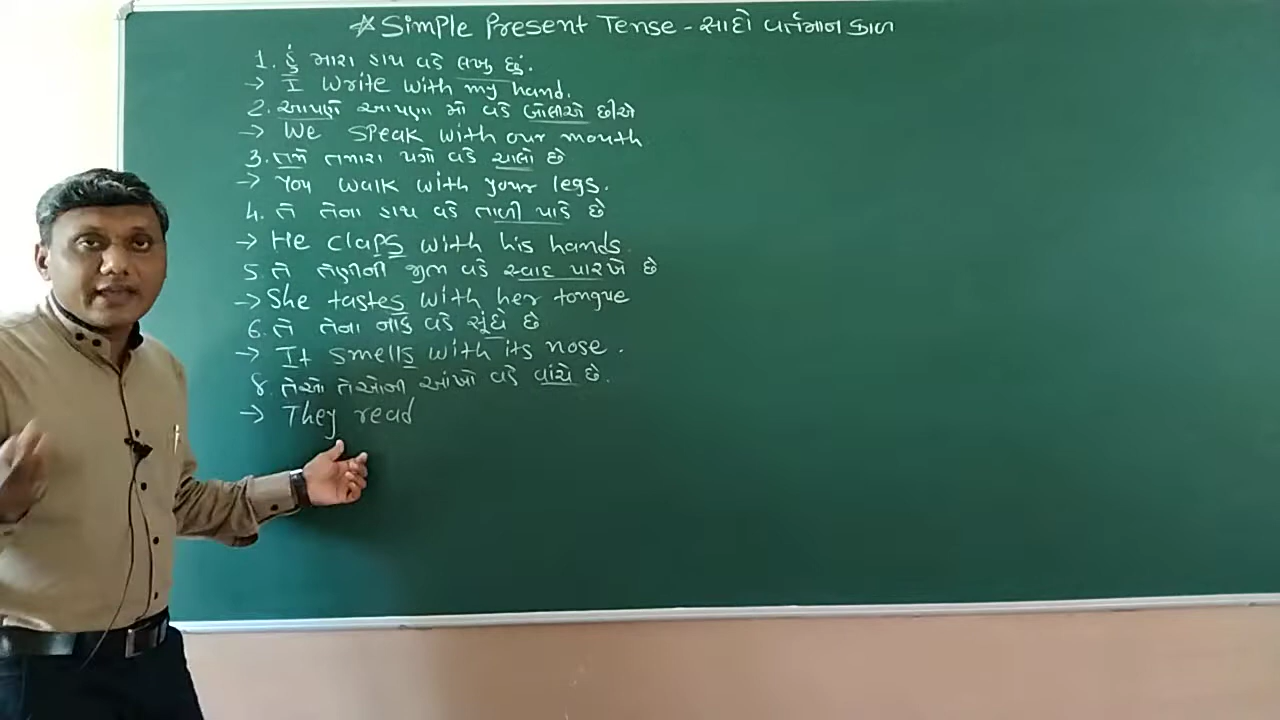 ☆ Simple Present Tense - સાદો વર્તમાન કાળ
1. હું મારા હાથ વડે લખુ છું.
→ I write with my hand.
2. આપણે આપણા મોં વડે બોલીએ છીએ
→ We speak with our mouth
3. તમે તમારા પગો વડે ચાલો છે
→ You walk with your legs.
4. તે તેના હાથ વડે તાળી પાડે છે
→ He claps with his hands.
5. તે તેણીની જીભ વડે સ્વાદ પારખે છે
→ She tastes with her tongue
6. તે તેના નાક વડે સૂંઘે છે
→ It smells with its nose.
8. તેઓ તેઓની આંખો વડે વાંચે છે.
→ They read